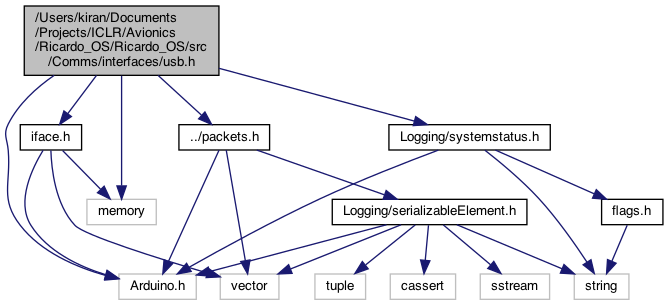 /Users/kiran/Documents
/Projects/ICLR/Avionics
/Ricardo_OS/Ricardo_OS/src
/Comms/interfaces/usb.h
iface.h
../packets.h
Logging/systemstatus.h
memory
Logging/serializableElement.h
flags.h
Arduino.h
vector
tuple
cassert
sstream
string